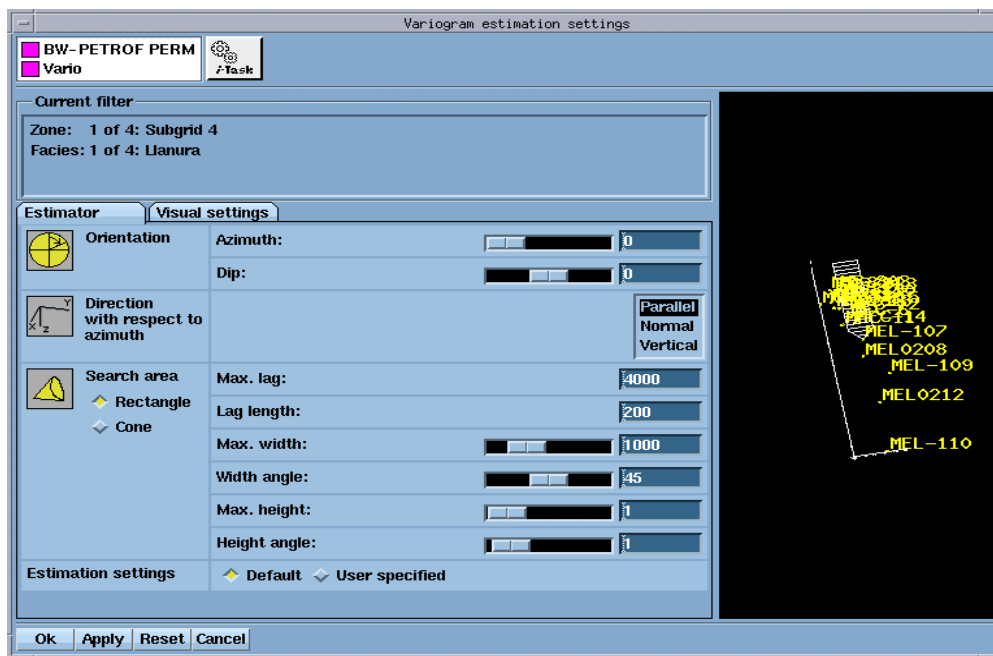 Variogram estimation settings
BW-PETROF PERM
Vario
i-Task
Current filter
Zone: 1 of 4: Subgrid 4
Facies: 1 of 4: Llanura
Estimator
Visual settings
Orientation
Azimuth: 0
Dip: 0
Direction
with respect to
azimuth
Parallel
Normal
Vertical
Search area
Rectangle
Cone
Max. lag: 4000
Lag length: 200
Max. width: 1000
Width angle: 45
Max. height: 1
Height angle: 1
Estimation settings
Default
User specified
Ok
Apply
Reset
Cancel
Y
X
Z
MEL-107
MEL0208
MEL-109
MEL0212
MEL-110